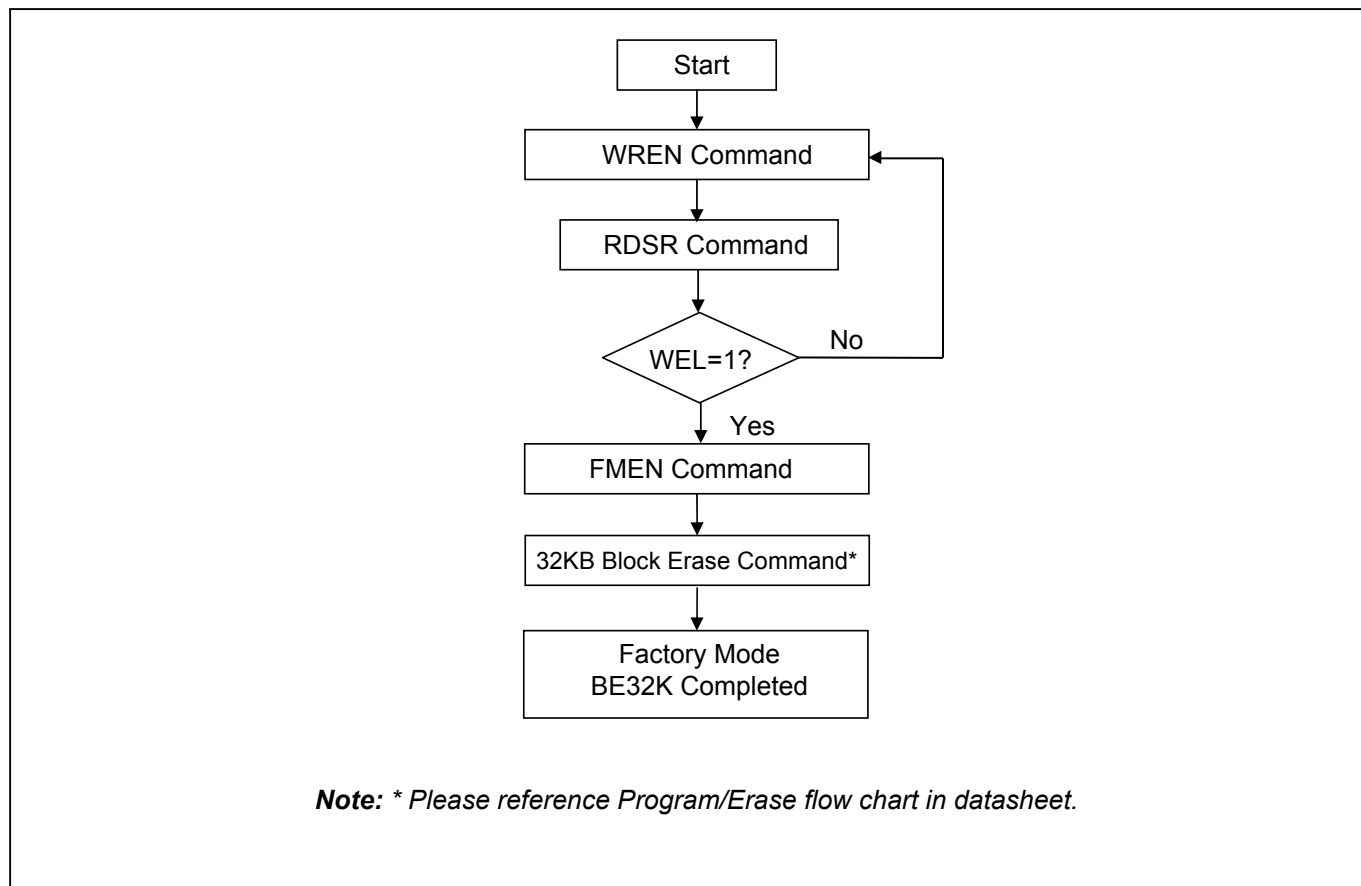 Start
WREN Command
RDSR Command
WEL=1?
No
Yes
FMEN Command
32KB Block Erase Command*
Factory Mode
BE32K Completed
Note: * Please reference Program/Erase flow chart in datasheet.